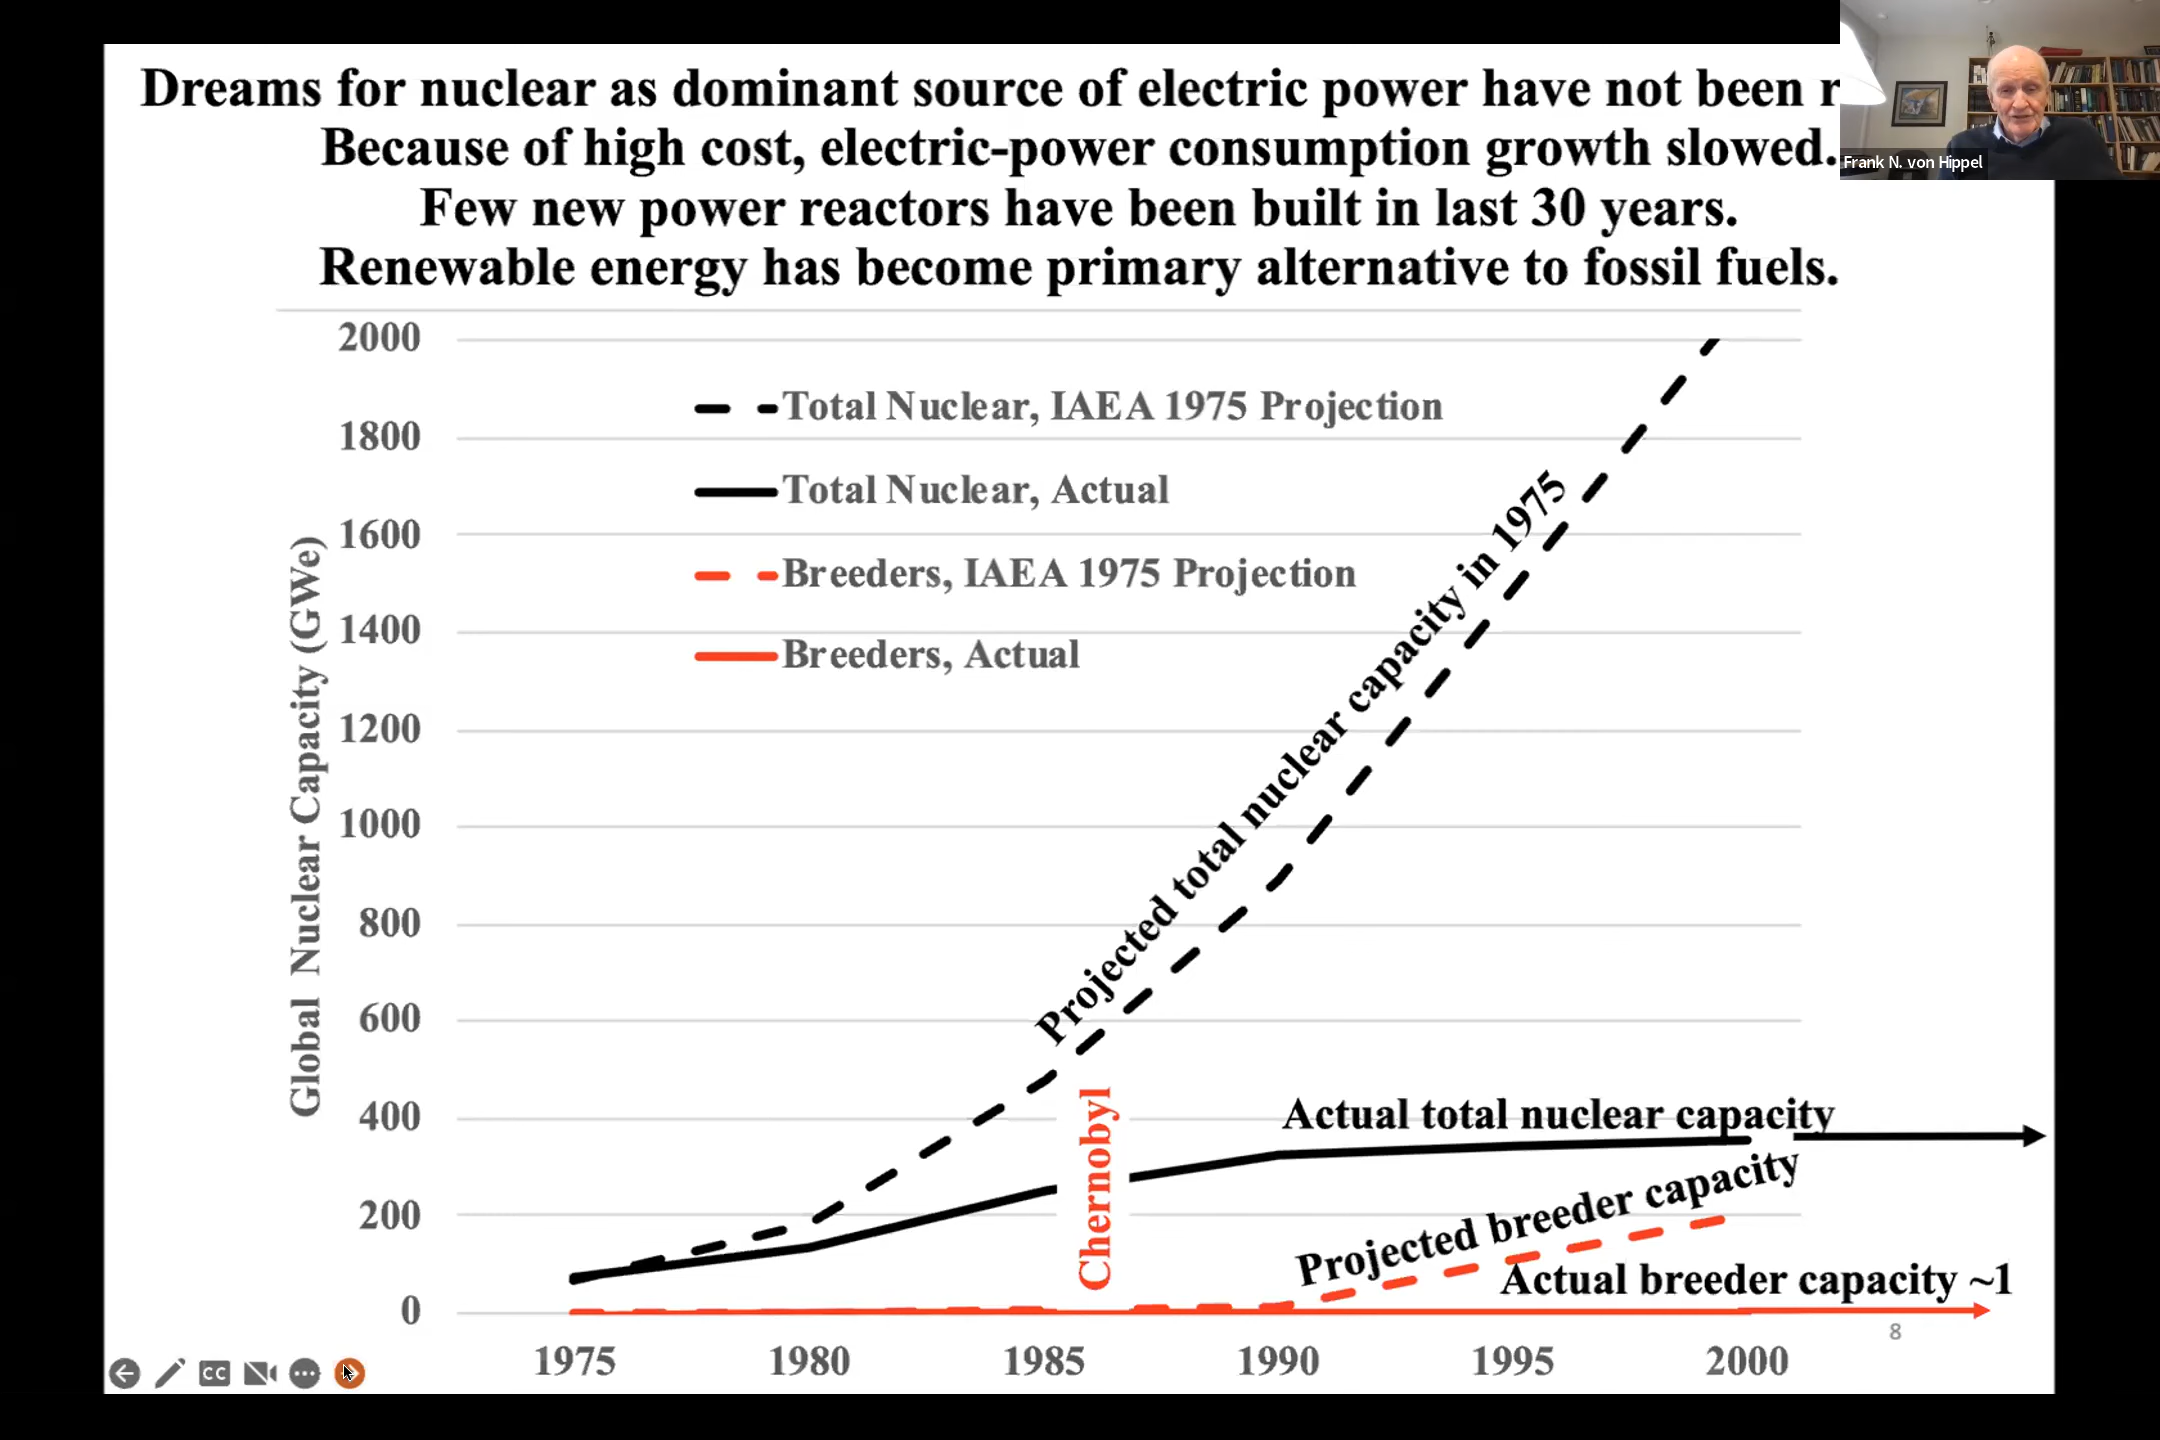 Dreams for nuclear as dominant source of electric power have not been r
Because of high cost, electric-power consumption growth slowed.
Few new power reactors have been built in last 30 years.
Renewable energy has become primary alternative to fossil fuels.
Frank N. von Hippel
Global Nuclear Capacity (GWe)
2000
1800
1600
1400
1200
1000
800
600
400
200
0
Total Nuclear, IAEA 1975 Projection
Total Nuclear, Actual
Breeders, IAEA 1975 Projection
Breeders, Actual
Projected total nuclear capacity in 1975
Chernobyl
Actual total nuclear capacity
Projected breeder capacity
Actual breeder capacity ~1
1975
1980
1985
1990
1995
2000
8
CC